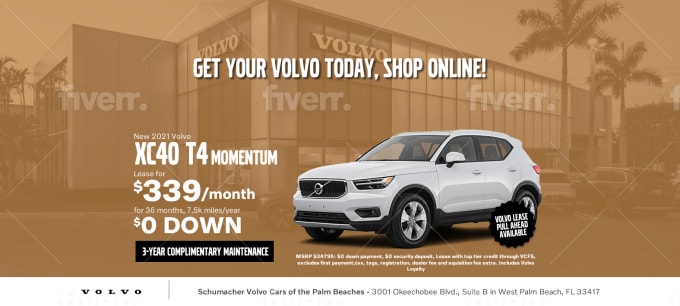 VOLVO
VOLVO
GET YOUR VOLVO TODAY, SHOP ONLINE!
fiverr.
fiverr.
fiverr.
fiverr.
New 2021 Volvo
XC40 T4 MOMENTUM
Lease for
$339/month
for 36 months, 7.5k miles/year
$0 DOWN
3-YEAR COMPLIMENTARY MAINTENANCE
VOLVO LEASE
PULL AHEAD
AVAILABLE
MSRP $34795: $0 down payment, $0 security deposit, Lease with top tier credit through VCFS,
excludes first payment,tax, tags, registration, dealer fee and aquisition fee extra. Includes Volvo
Loyalty
VOLVO
Schumacher Volvo Cars of the Palm Beaches - 3001 Okeechobee Blvd., Suite B in West Palm Beach, FL 33417